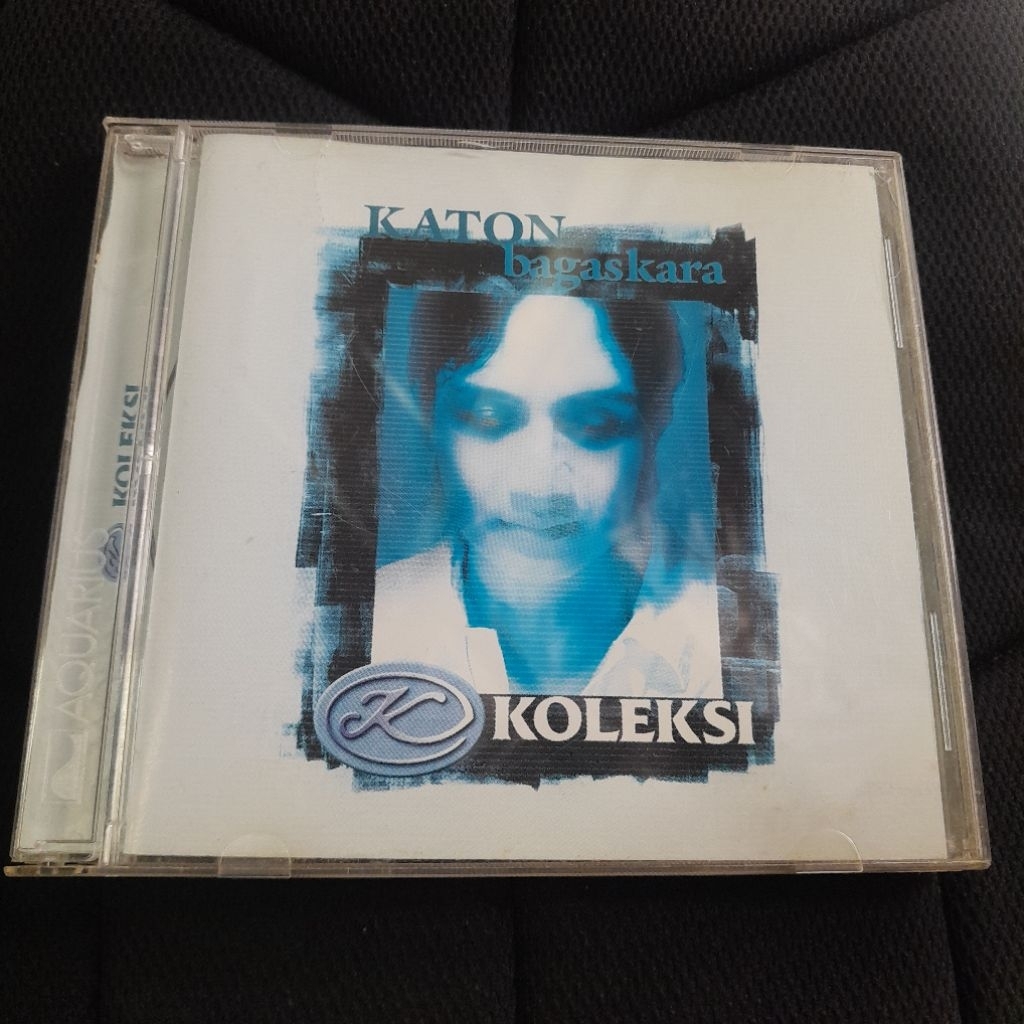 KATON
bagaskara
K KOLEKSI
KOLEKSI
AQUARIUS